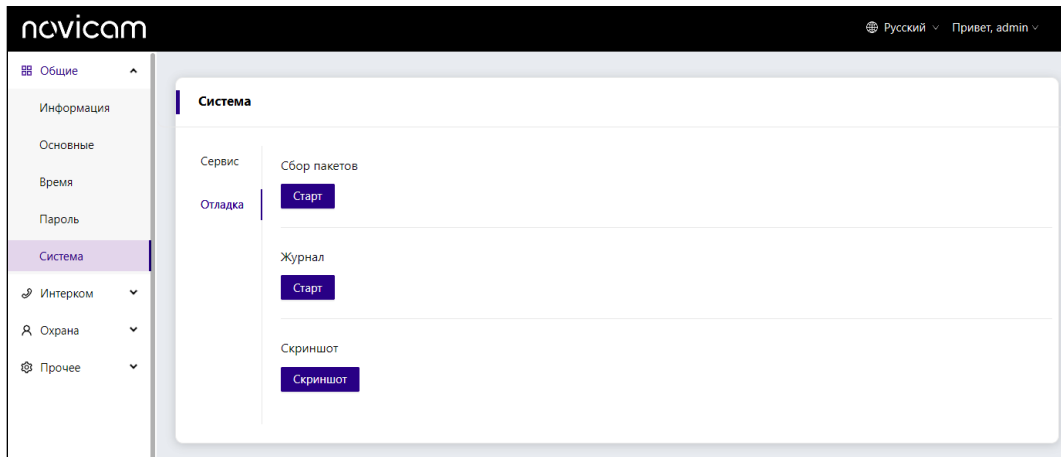 novicam
Русский Привет, admin
Общие
Информация
Основные
Время
Пароль
Система
Интерком
Охрана
Прочее
Система
Сервис
Отладка
Сбор пакетов
Старт
Журнал
Старт
Скриншот
Скриншот